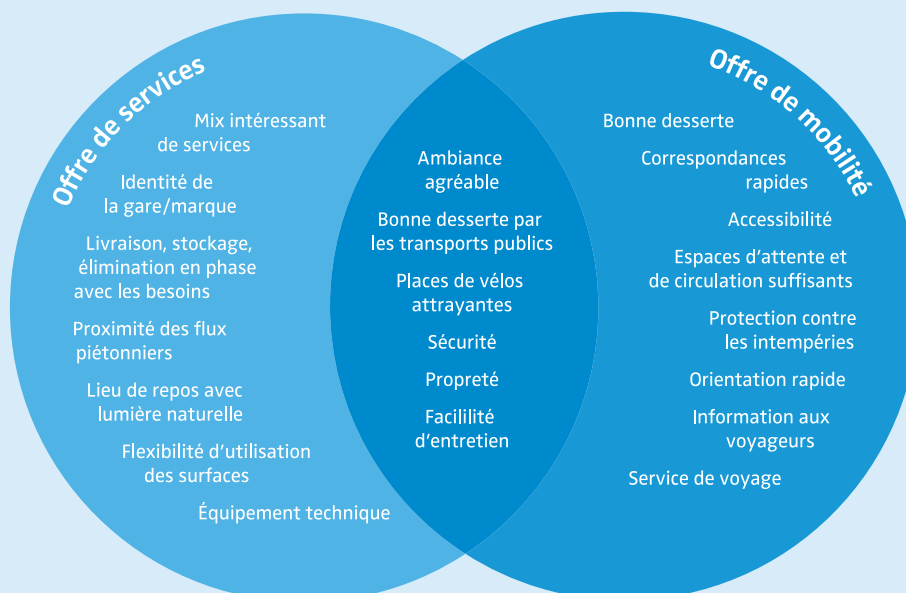 Offre de services
Mix intéressant
de services
Identité de
la gare/marque
Livraison, stockage,
élimination en phase
avec les besoins
Proximité des flux
piétonniers
Lieu de repos avec
lumière naturelle
Flexibilité d'utilisation
des surfaces
Équipement technique
Ambiance
agréable
Bonne desserte par
les transports publics
Places de vélos
attrayantes
Sécurité
Propreté
Facililité
d'entretien
Offre de mobilité
Bonne desserte
Correspondances
rapides
Accessibilité
Espaces d'attente et
de circulation suffisants
Protection contre
les intempéries
Orientation rapide
Information aux
voyageurs
Service de voyage